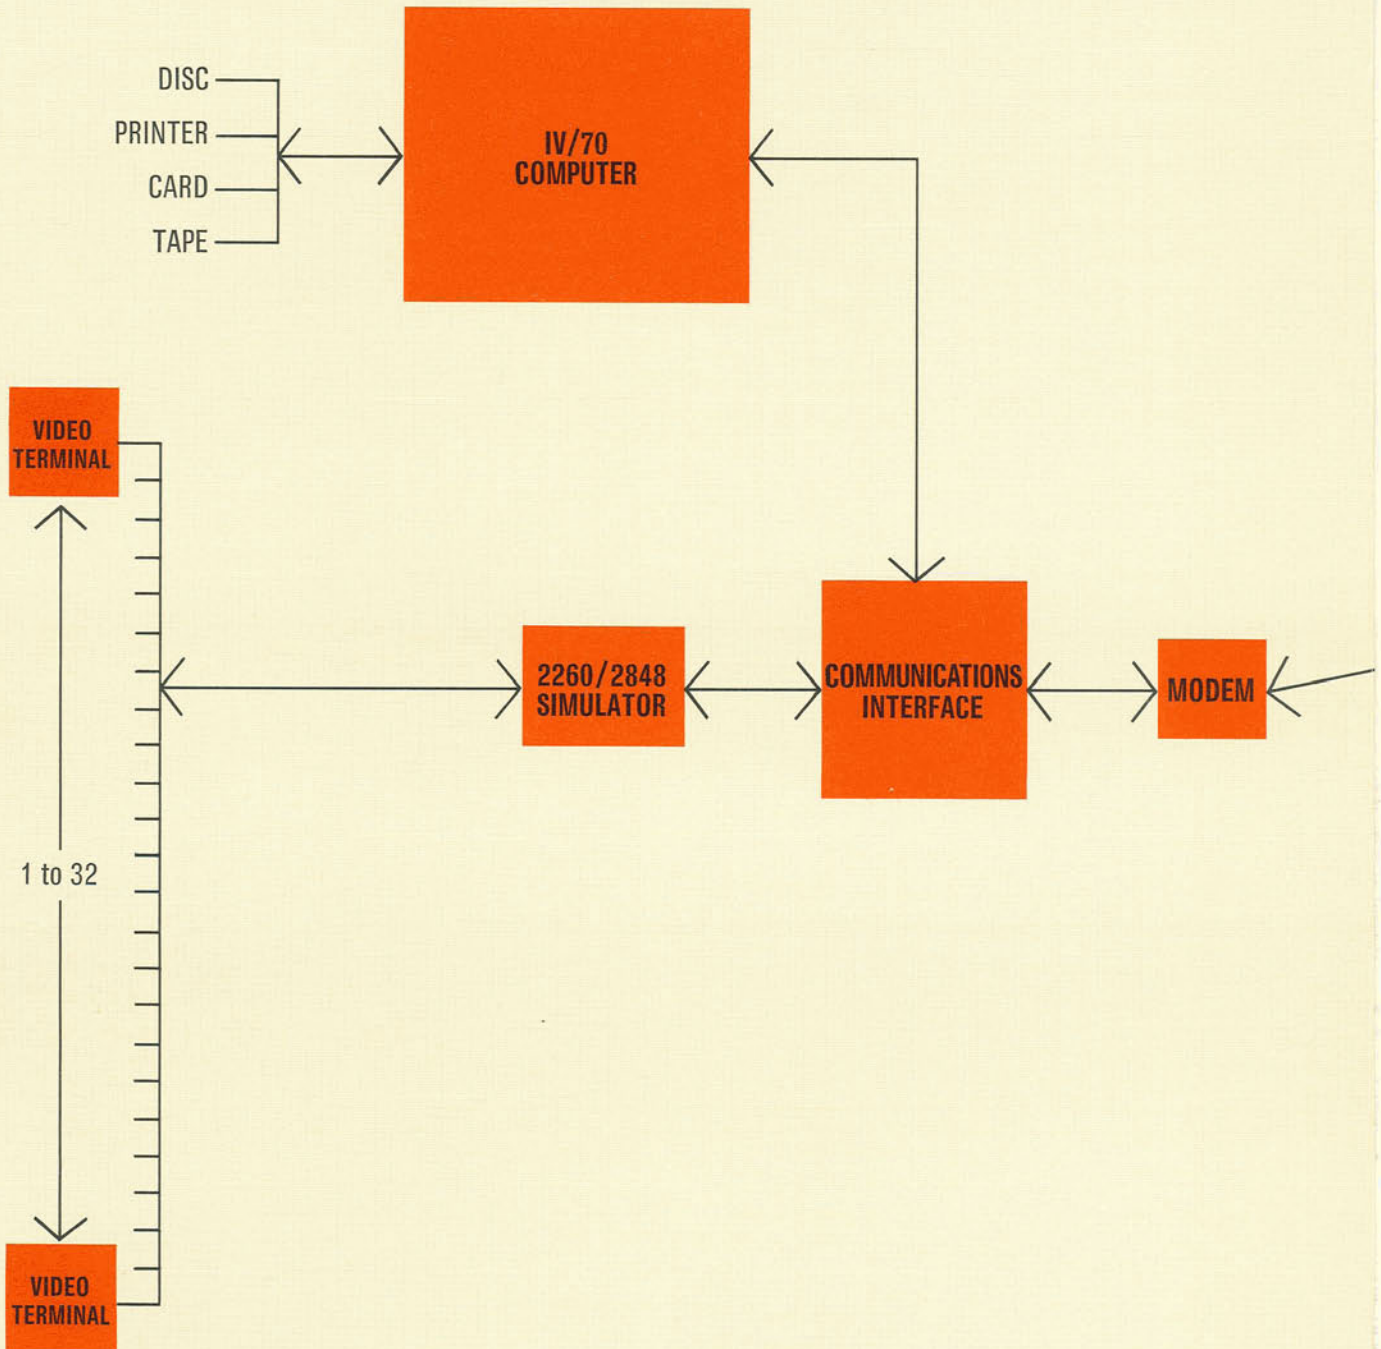 DISC
PRINTER
CARD
TAPE
IV/70
COMPUTER
VIDEO
TERMINAL
2260/2848
SIMULATOR
COMMUNICATIONS
INTERFACE
MODEM
1 to 32
VIDEO
TERMINAL